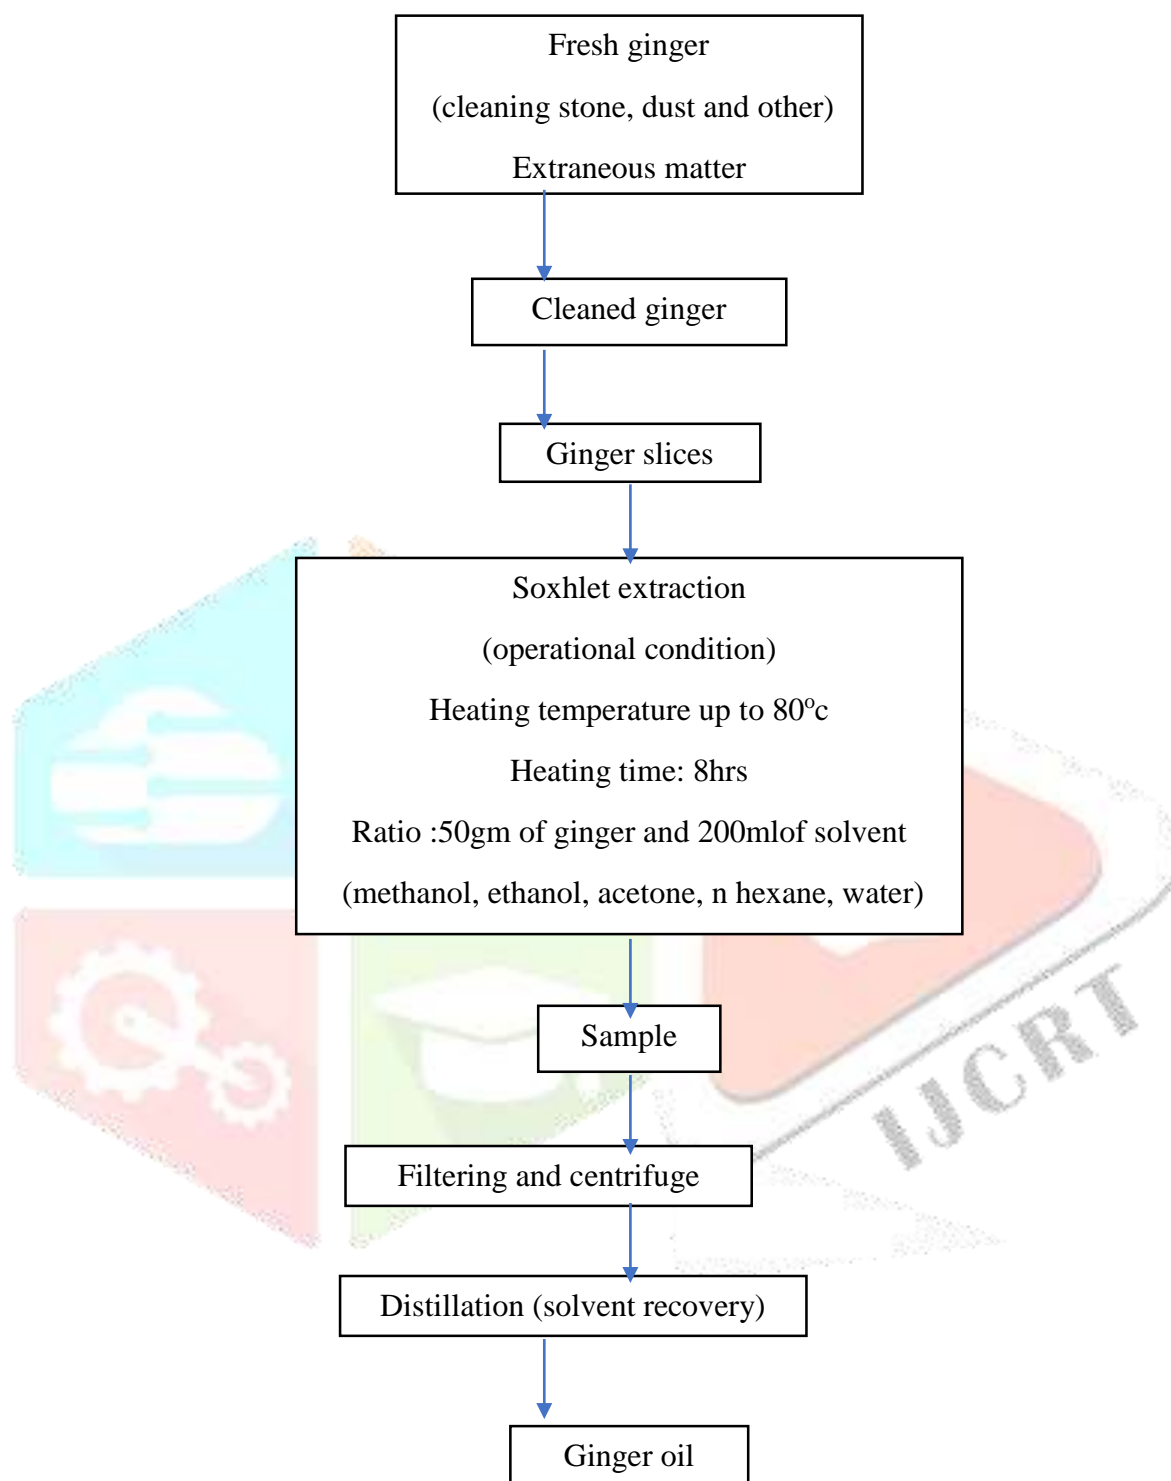 Fresh ginger
(cleaning stone, dust and other)
Extraneous matter
Cleaned ginger
Ginger slices
Soxhlet extraction
(operational condition)
Heating temperature up to 80ᵒc
Heating time: 8hrs
Ratio :50gm of ginger and 200mlof solvent
(methanol, ethanol, acetone, n hexane, water)
Sample
IJCRT
Filtering and centrifuge
Distillation (solvent recovery)
Ginger oil